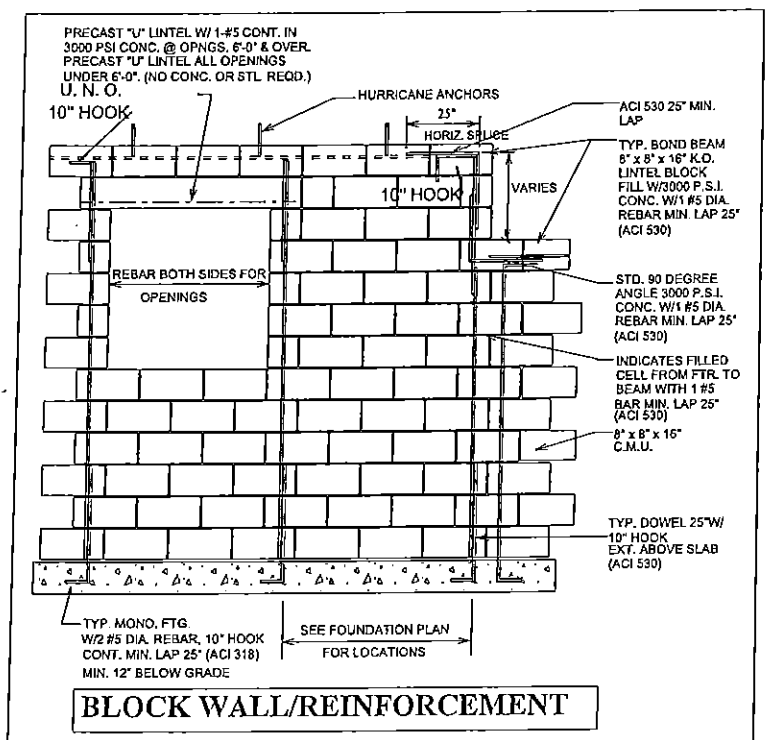 PRECAST "U" LINTEL W/ 1-#5 CONT. IN
3000 PSI CONC. @ OPNGS. 6'-0" & OVER.
PRECAST "U" LINTEL ALL OPENINGS
UNDER 6'-0". (NO CONC. OR STL REQD.)
U. N. O.
10" HOOK
HURRICANE ANCHORS
25"
HORIZ. SPLICE
10" HOOK
VARIES
ACI 530 25" MIN.
LAP
TYP. BOND BEAM
8" x 8" x 16" K.O.
LINTEL BLOCK
FILL W/3000 P.S.I.
CONC. W/1 #5 DIA.
REBAR MIN. LAP 25"
(ACI 530)
REBAR BOTH SIDES FOR
OPENINGS
STD. 90 DEGREE
ANGLE 3000 P.S.I.
CONC. W/1 #5 DIA.
REBAR MIN. LAP 25"
(ACI 530)
INDICATES FILLED
CELL FROM FTR. TO
BEAM WITH 1 #5
BAR MIN. LAP 25"
(ACI 530)
8" x 8" x 16"
C.M.U.
TYP. DOWEL 25"W/
10" HOOK
EXT. ABOVE SLAB
(ACI 530)
TYP. MONO. FTG.
W/2 #5 DIA. REBAR, 10" HOOK
CONT. MIN. LAP 25" (ACI 318)
MIN. 12" BELOW GRADE
SEE FOUNDATION PLAN
FOR LOCATIONS
BLOCK WALL/REINFORCEMENT